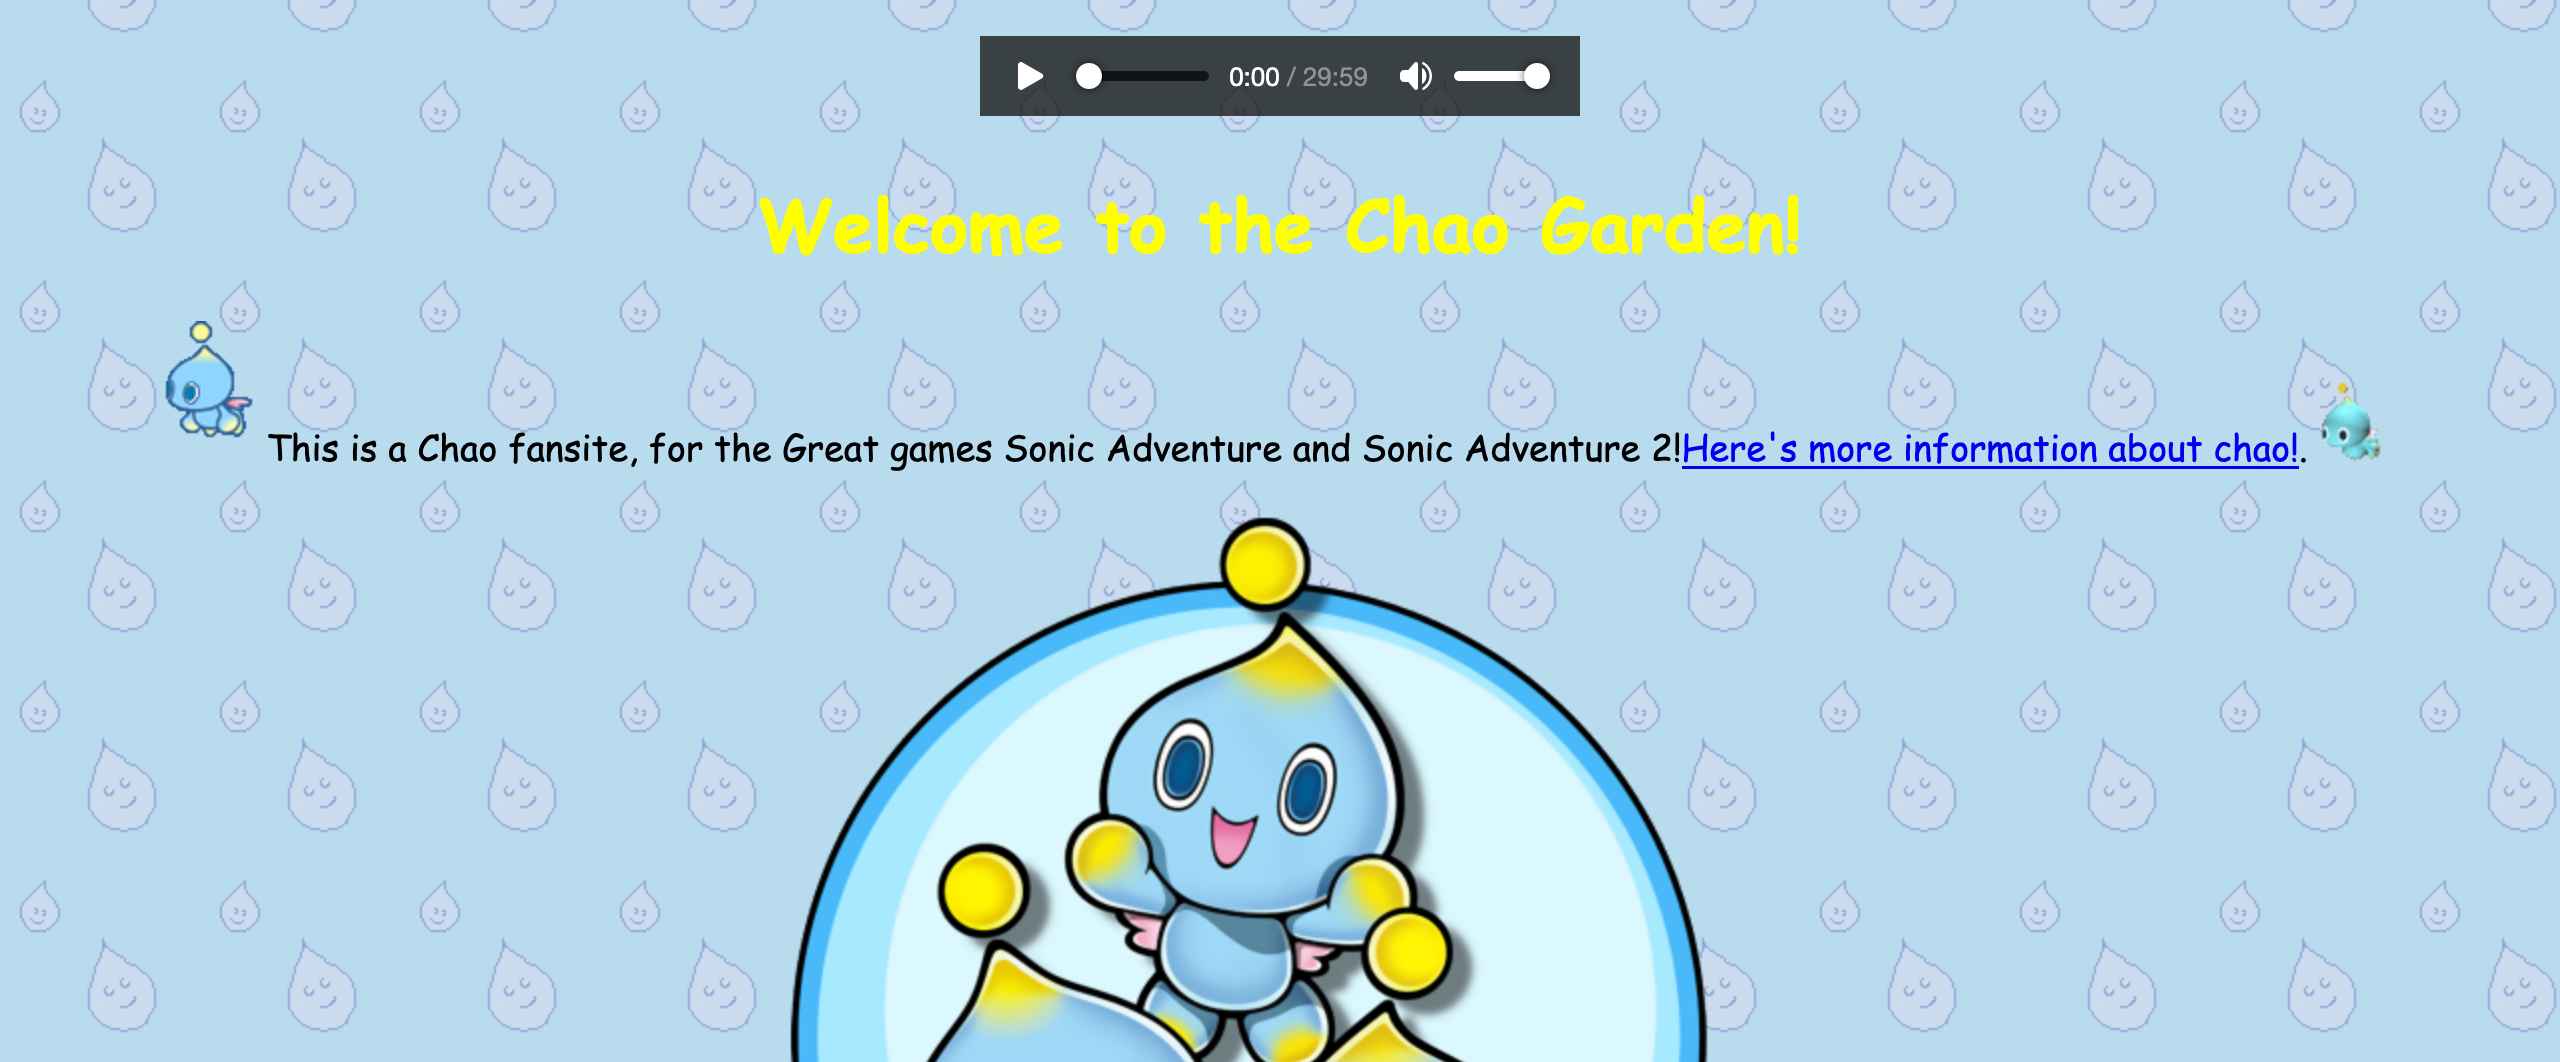 0:00 / 29:59
Welcome to the Chao Garden!
This is a Chao fansite, for the Great games Sonic Adventure and Sonic Adventure 2!Here's more information about chao!.